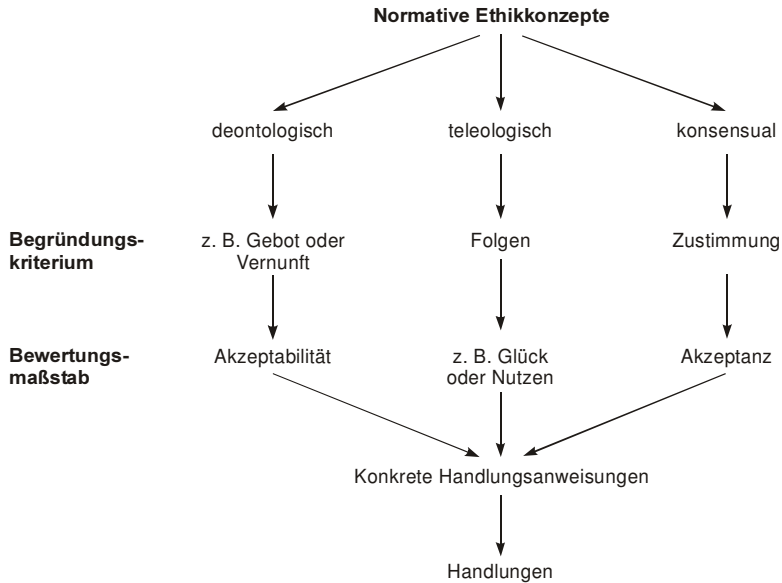 Normative Ethikkonzepte
deontologisch
teleologisch
konsensual
Begründungs-
kriterium
z. B. Gebot oder
Vernunft
Folgen
Zustimmung
Bewertungs-
maßstab
Akzeptabilität
z. B. Glück
oder Nutzen
Akzeptanz
Konkrete Handlungsanweisungen
Handlungen